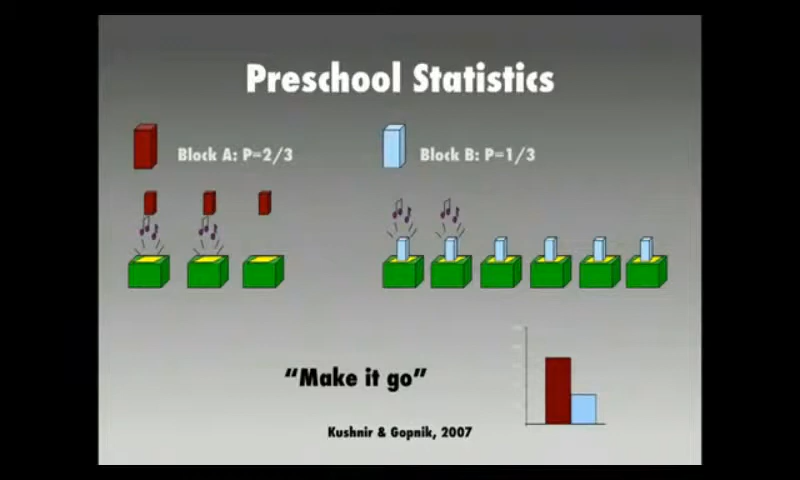 Preschool Statistics
Block A: P=2/3
Block B: P=1/3
“Make it go”
Kushnir & Gopnik, 2007